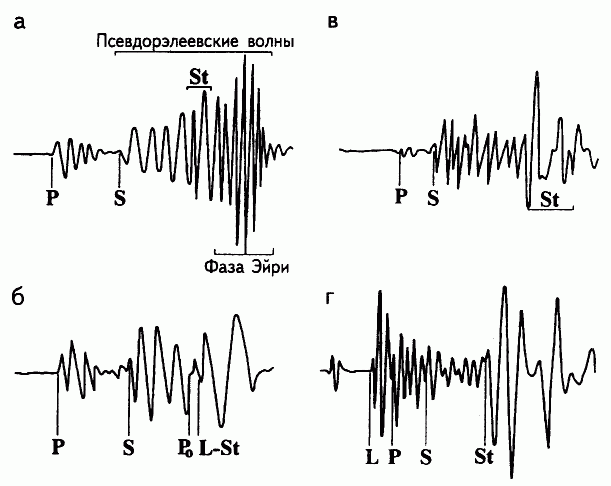 а
Псевдорэлеевские волны
St
P S
Фаза Эйри
в
P S St
б
P S P₀ L-St
г
L P S St